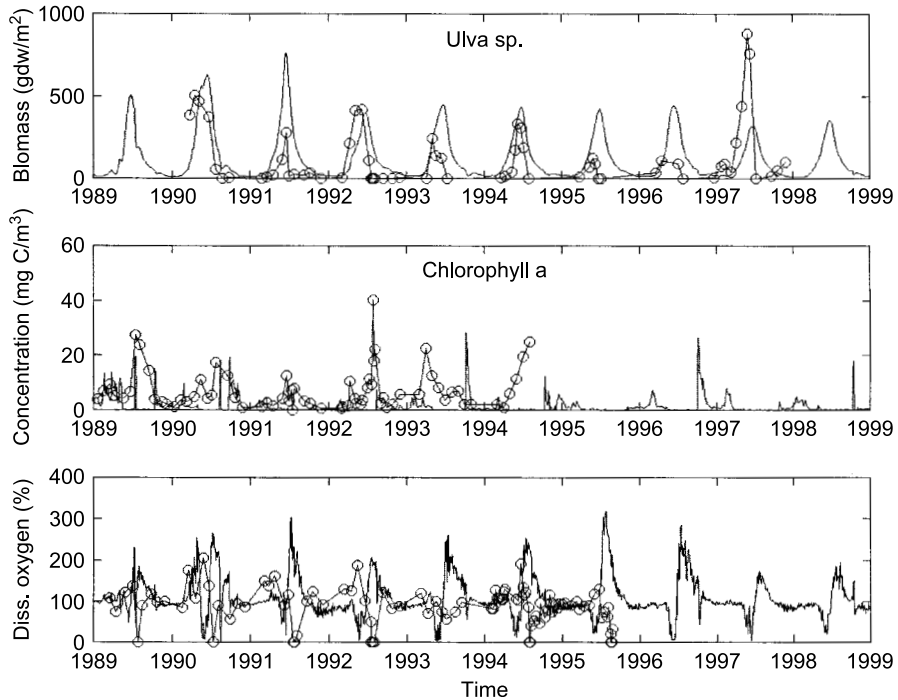 Biomass (gdw/m²)
1000
500
0
Ulva sp.
1989 1990 1991 1992 1993 1994 1995 1996 1997 1998 1999
Concentration (mg C/m³)
60
40
20
0
Chlorophyll a
1989 1990 1991 1992 1993 1994 1995 1996 1997 1998 1999
Diss. oxygen (%)
400
300
200
100
0
1989 1990 1991 1992 1993 1994 1995 1996 1997 1998 1999
Time